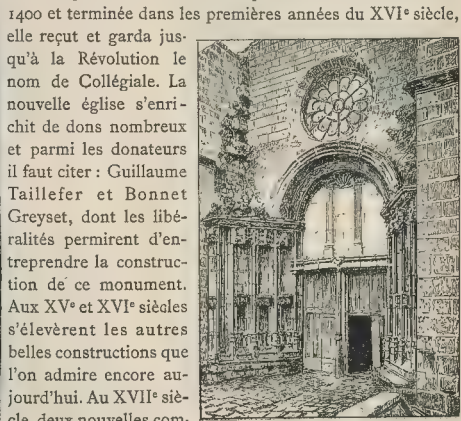 1400 et terminée dans les premières années du XVIᵉ siècle,
elle reçut et garda jus-
qu'à la Révolution le
nom de Collégiale. La
nouvelle église s'enri-
chit de dons nombreux
et parmi les donateurs
il faut citer : Guillaume
Taillefer et Bonnet
Greyset, dont les libé-
ralités permirent d'en-
treprendre la construc-
tion de ce monument.
Aux XVᵉ et XVIᵉ siècles
s'élevèrent les autres
belles constructions que
l'on admire encore au-
jourd'hui. Au XVIIᵉ siè-
cle, deux nouvelles com-